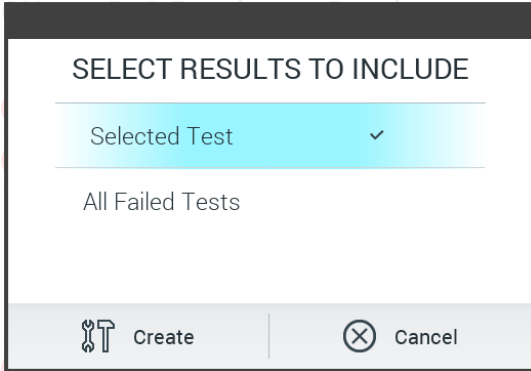 SELECT RESULTS TO INCLUDE
Selected Test
All Failed Tests
Create
Cancel